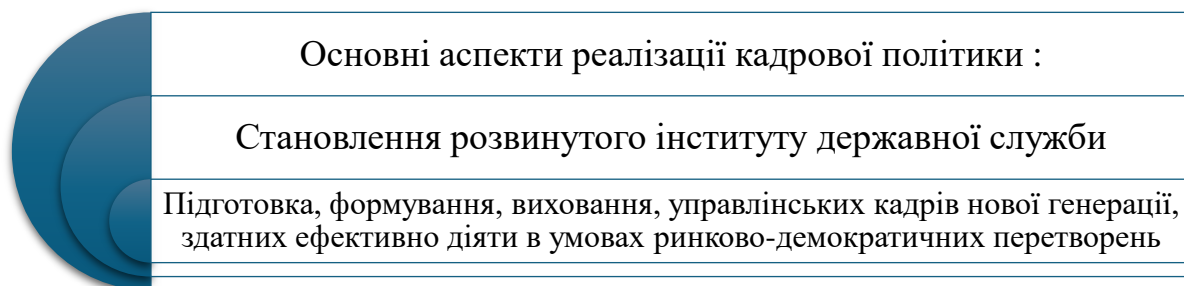 Основні аспекти реалізації кадрової політики :
Становлення розвинутого інституту державної служби
Підготовка, формування, виховання, управлінських кадрів нової генерації,
здатних ефективно діяти в умовах ринково-демократичних перетворень